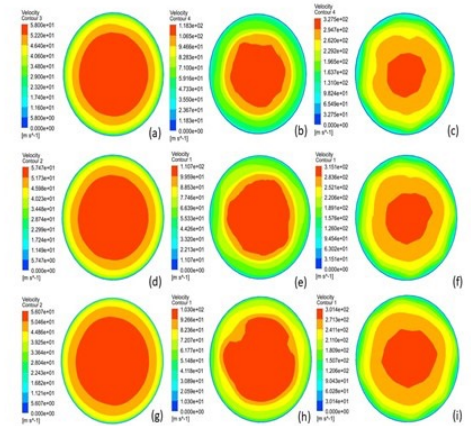 Velocity
Contour 3
5.800e+01
5.220e+01
4.640e+01
4.060e+01
3.480e+01
2.900e+01
2.320e+01
1.740e+01
1.160e+01
5.800e+00
0.000e+00
[m s^-1]
(a)
Velocity
Contour 4
1.183e+02
1.065e+02
9.466e+01
8.283e+01
7.100e+01
5.916e+01
4.733e+01
3.550e+01
2.367e+01
1.183e+01
0.000e+00
[m s^-1]
(b)
Velocity
Contour 4
3.275e+02
2.947e+02
2.620e+02
2.292e+02
1.965e+02
1.637e+02
1.310e+02
9.824e+01
6.549e+01
3.275e+01
0.000e+00
[m s^-1]
(c)
Velocity
Contour 2
5.747e+01
5.173e+01
4.598e+01
4.023e+01
3.448e+01
2.874e+01
2.299e+01
1.724e+01
1.149e+01
5.747e+00
0.000e+00
[m s^-1]
(d)
Velocity
Contour 1
1.107e+02
9.959e+01
8.853e+01
7.746e+01
6.639e+01
5.533e+01
4.426e+01
3.320e+01
2.213e+01
1.107e+01
0.000e+00
[m s^-1]
(e)
Velocity
Contour 1
3.151e+02
2.836e+02
2.521e+02
2.206e+02
1.891e+02
1.576e+02
1.260e+02
9.454e+01
6.302e+01
3.151e+01
0.000e+00
[m s^-1]
(f)
Velocity
Contour 2
5.607e+01
5.046e+01
4.486e+01
3.925e+01
3.364e+01
2.804e+01
2.243e+01
1.682e+01
1.121e+01
5.607e+00
0.000e+00
[m s^-1]
(g)
Velocity
Contour 1
1.030e+02
9.266e+01
8.236e+01
7.207e+01
6.177e+01
5.148e+01
4.118e+01
3.089e+01
2.059e+01
1.030e+01
0.000e+00
[m s^-1]
(h)
Velocity
Contour 1
3.014e+02
2.713e+02
2.411e+02
2.110e+02
1.809e+02
1.507e+02
1.206e+02
9.043e+01
6.028e+01
3.014e+01
0.000e+00
[m s^-1]
(i)